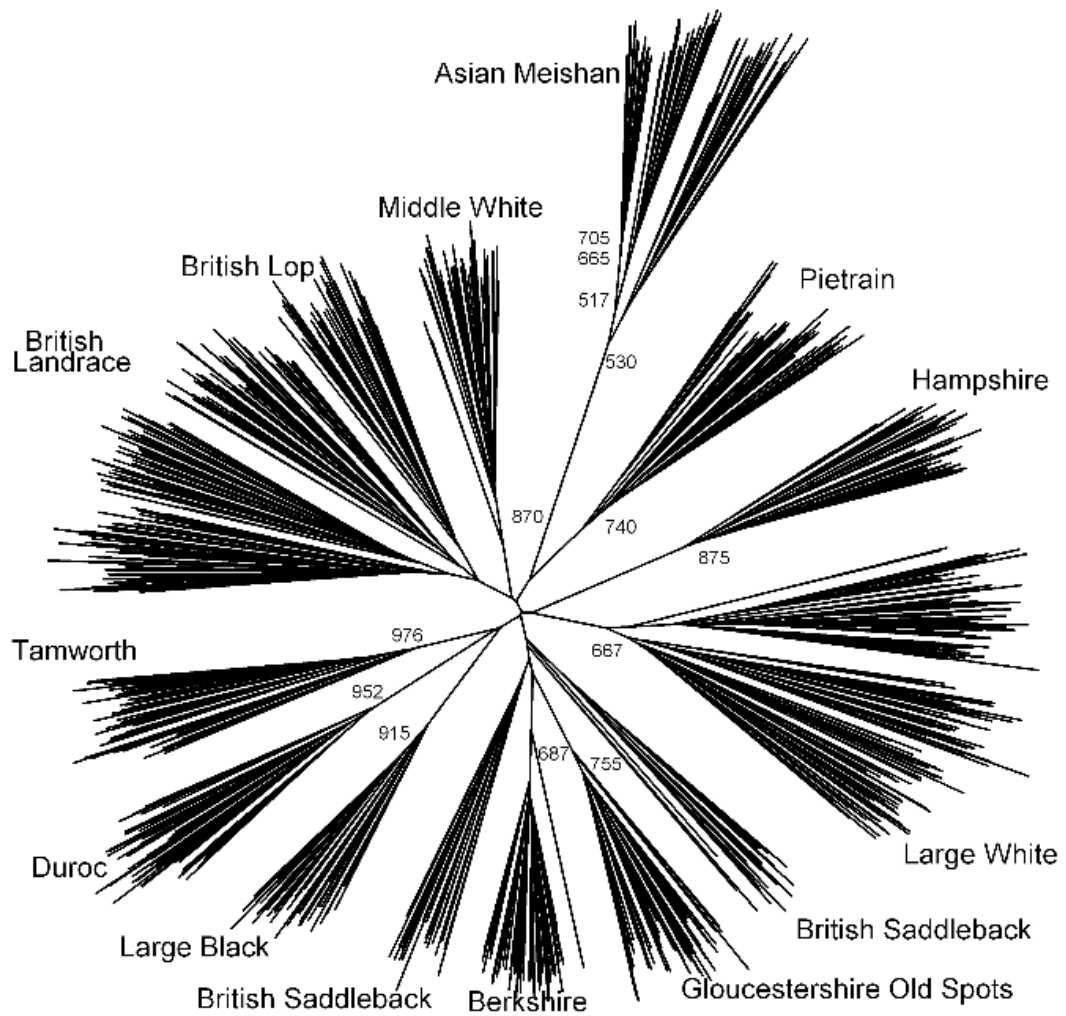 Asian Meishan
Middle White
705
British Lop
665
Pietrain
517
British
Landrace
530
Hampshire
870
740
875
976
Tamworth
667
952
915
687
755
Large White
Duroc
British Saddleback
Large Black
Gloucestershire Old Spots
British Saddleback
Berkshire